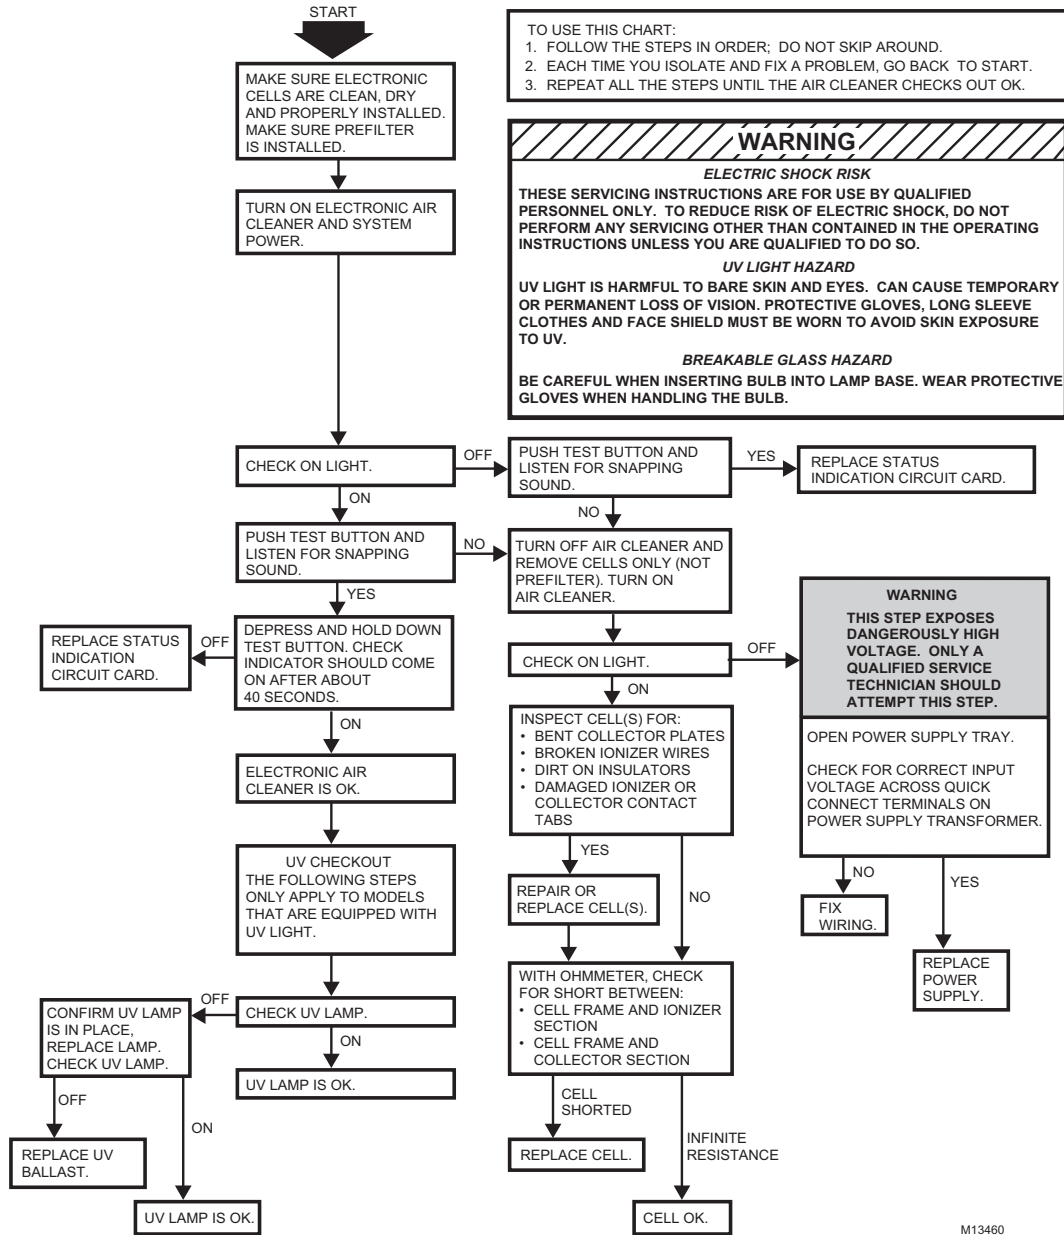 START
MAKE SURE ELECTRONIC
CELLS ARE CLEAN, DRY
AND PROPERLY INSTALLED.
MAKE SURE PREFILTER
IS INSTALLED.
TO USE THIS CHART:
1. FOLLOW THE STEPS IN ORDER; DO NOT SKIP AROUND.
2. EACH TIME YOU ISOLATE AND FIX A PROBLEM, GO BACK TO START.
3. REPEAT ALL THE STEPS UNTIL THE AIR CLEANER CHECKS OUT OK.
WARNING
ELECTRIC SHOCK RISK
THESE SERVICING INSTRUCTIONS ARE FOR USE BY QUALIFIED
PERSONNEL ONLY. TO REDUCE RISK OF ELECTRIC SHOCK, DO NOT
PERFORM ANY SERVICING OTHER THAN CONTAINED IN THE OPERATING
INSTRUCTIONS UNLESS YOU ARE QUALIFIED TO DO SO.
UV LIGHT HAZARD
UV LIGHT IS HARMFUL TO BARE SKIN AND EYES. CAN CAUSE TEMPORARY
OR PERMANENT LOSS OF VISION. PROTECTIVE GLOVES, LONG SLEEVE
CLOTHES AND FACE SHIELD MUST BE WORN TO AVOID SKIN EXPOSURE
TO UV.
BREAKABLE GLASS HAZARD
BE CAREFUL WHEN INSERTING BULB INTO LAMP BASE. WEAR PROTECTIVE
GLOVES WHEN HANDLING THE BULB.
TURN ON ELECTRONIC AIR
CLEANER AND SYSTEM
POWER.
CHECK ON LIGHT.
OFF
PUSH TEST BUTTON AND
LISTEN FOR SNAPPING
SOUND.
YES
REPLACE STATUS
INDICATION CIRCUIT CARD.
ON
NO
PUSH TEST BUTTON AND
LISTEN FOR SNAPPING
SOUND.
NO
TURN OFF AIR CLEANER AND
REMOVE CELLS ONLY (NOT
PREFILTER). TURN ON
AIR CLEANER.
YES
DEPRESS AND HOLD DOWN
TEST BUTTON. CHECK
INDICATOR SHOULD COME
ON AFTER ABOUT
40 SECONDS.
OFF
REPLACE STATUS
INDICATION
CIRCUIT CARD.
CHECK ON LIGHT.
OFF
WARNING
THIS STEP EXPOSES
DANGEROUSLY HIGH
VOLTAGE. ONLY A
QUALIFIED SERVICE
TECHNICIAN SHOULD
ATTEMPT THIS STEP.
OPEN POWER SUPPLY TRAY.
CHECK FOR CORRECT INPUT
VOLTAGE ACROSS QUICK
CONNECT TERMINALS ON
POWER SUPPLY TRANSFORMER.
NO
FIX
WIRING.
YES
REPLACE
POWER
SUPPLY.
ON
INSPECT CELL(S) FOR:
• BENT COLLECTOR PLATES
• BROKEN IONIZER WIRES
• DIRT ON INSULATORS
• DAMAGED IONIZER OR
COLLECTOR CONTACT
TABS
YES
REPAIR OR
REPLACE CELL(S).
NO
WITH OHMMETER, CHECK
FOR SHORT BETWEEN:
• CELL FRAME AND IONIZER
SECTION
• CELL FRAME AND
COLLECTOR SECTION
CELL
SHORTED
REPLACE CELL.
INFINITE
RESISTANCE
CELL OK.
ON
ELECTRONIC AIR
CLEANER IS OK.
UV CHECKOUT
THE FOLLOWING STEPS
ONLY APPLY TO MODELS
THAT ARE EQUIPPED WITH
UV LIGHT.
CHECK UV LAMP.
OFF
CONFIRM UV LAMP
IS IN PLACE,
REPLACE LAMP.
CHECK UV LAMP.
ON
UV LAMP IS OK.
OFF
REPLACE UV
BALLAST.
ON
UV LAMP IS OK.
M13460